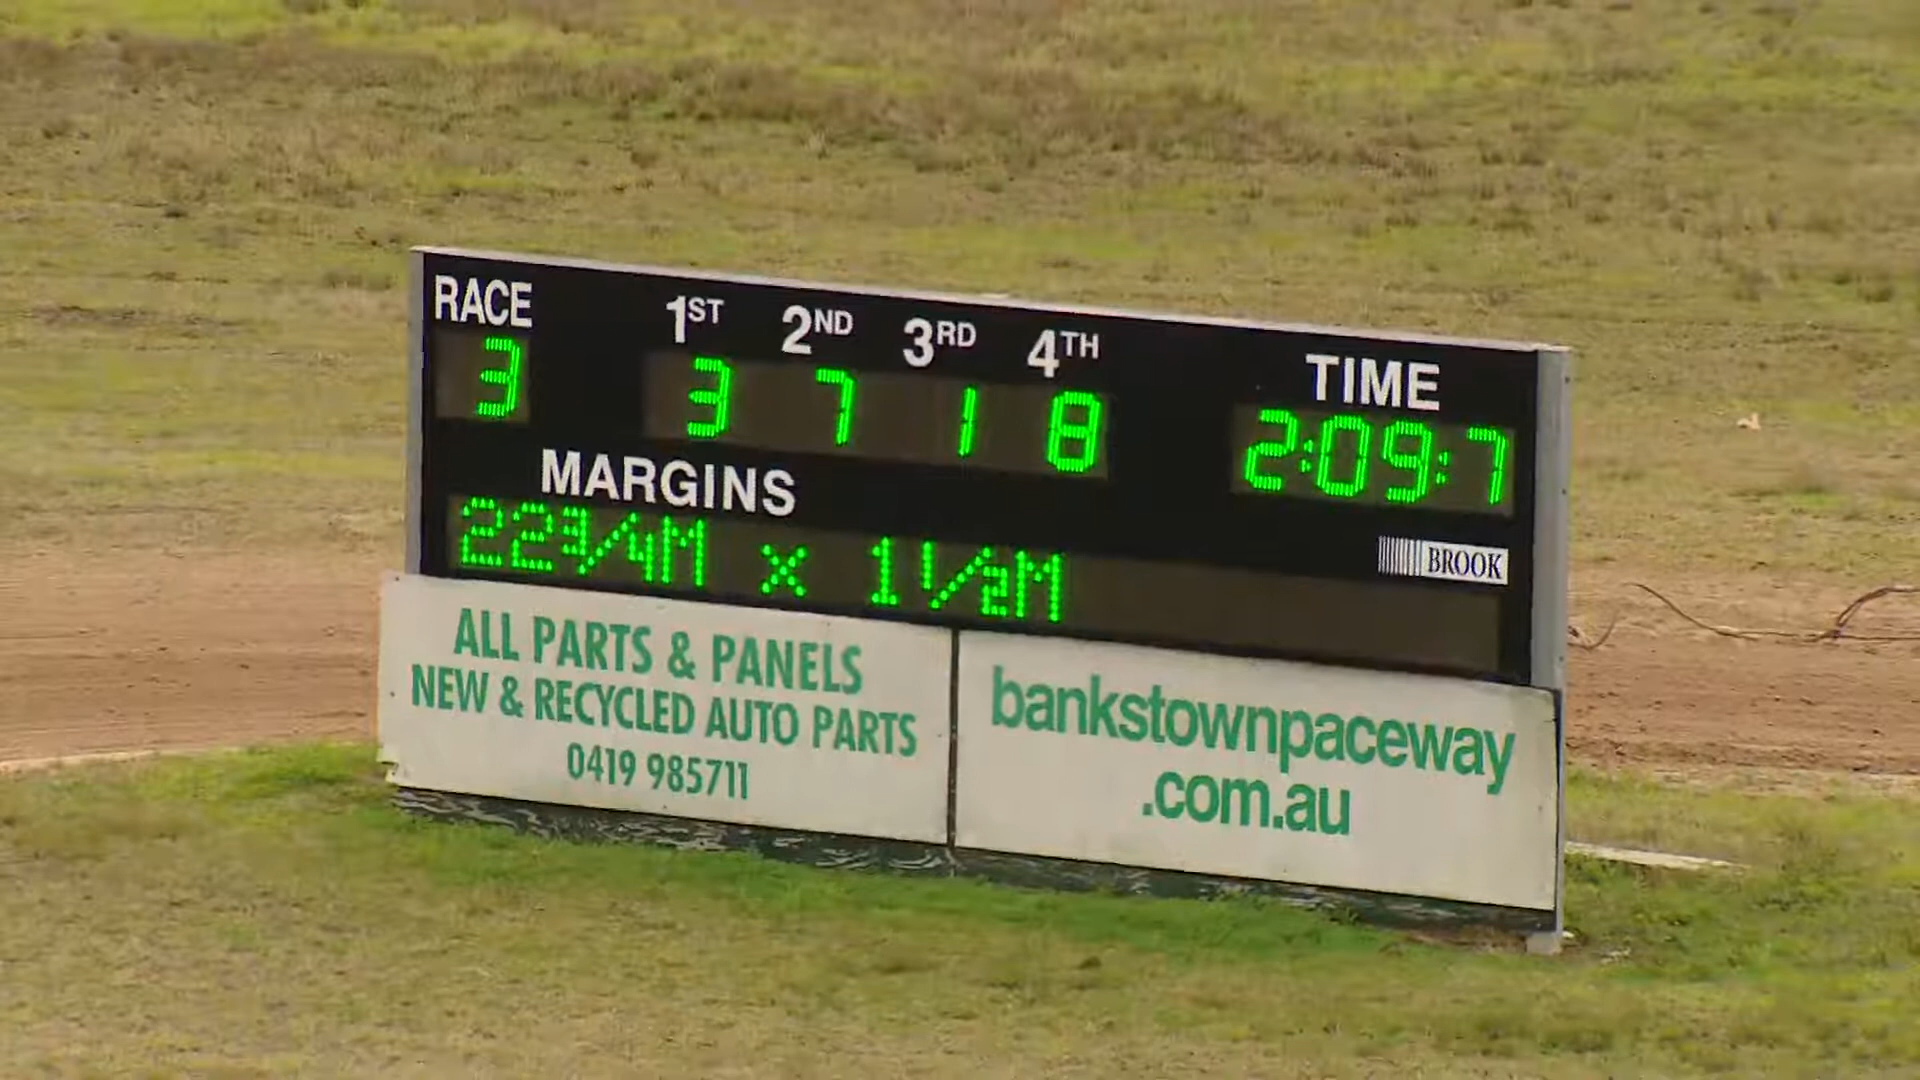 RACE 1ST 2ND 3RD 4TH TIME
3 3 7 1 8 2:09:7
MARGINS
22¾M x 1½M
BROOK
ALL PARTS & PANELS
NEW & RECYCLED AUTO PARTS
0419 985711
bankstownpaceway
.com.au